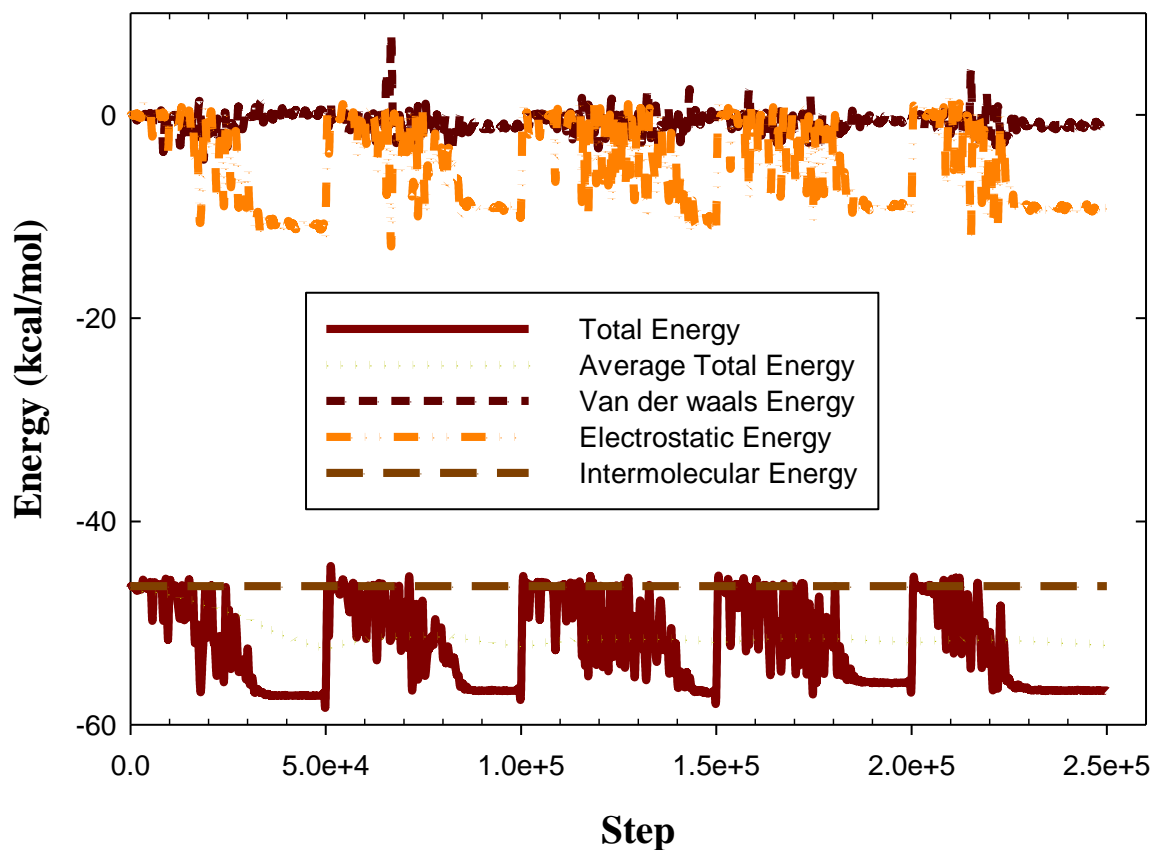 0
-20
-40
-60
Energy (kcal/mol)
Total Energy
Average Total Energy
Van der waals Energy
Electrostatic Energy
Intermolecular Energy
0.0 5.0e+4 1.0e+5 1.5e+5 2.0e+5 2.5e+5
Step